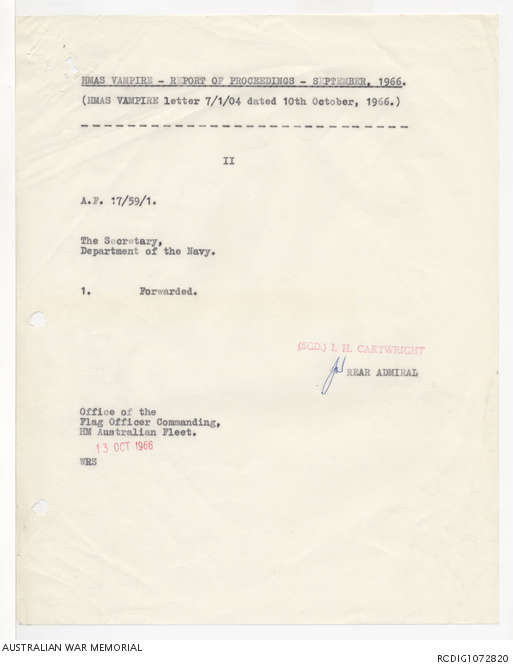 HMAS VAMPIRE - REPORT OF PROCEEDINGS - SEPTEMBER, 1966.
(HMAS VAMPIRE letter 7/1/04 dated 10th October, 1966.)
II
A.F. 17/59/1.
The Secretary,
Department of the Navy.
1. Forwarded.
(SGD.) I. H. CARTWRIGHT
for REAR ADMIRAL
Office of the
Flag Officer Commanding,
HM Australian Fleet.
13 OCT 1966
WRS
AUSTRALIAN WAR MEMORIAL
RCDIG1072820